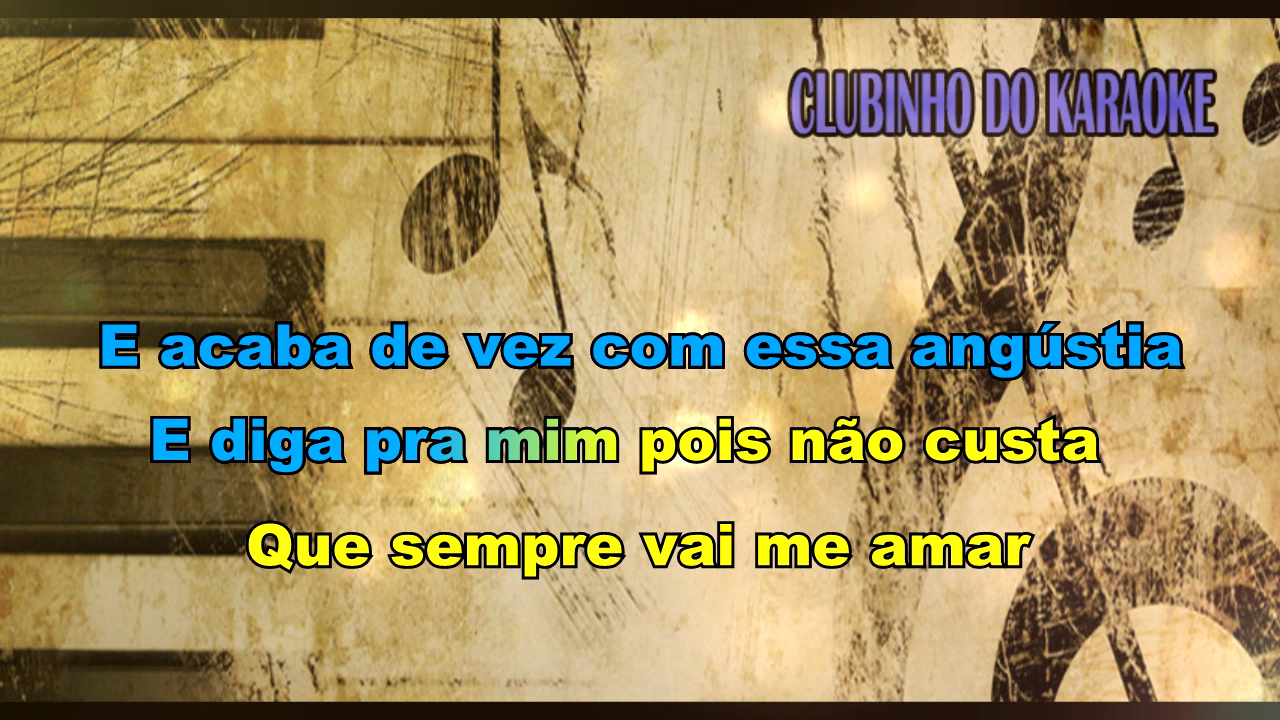 CLUBINHO DO KARAOKE
E acaba de vez com essa angústia
E diga pra mim pois não custa
Que sempre vai me amar